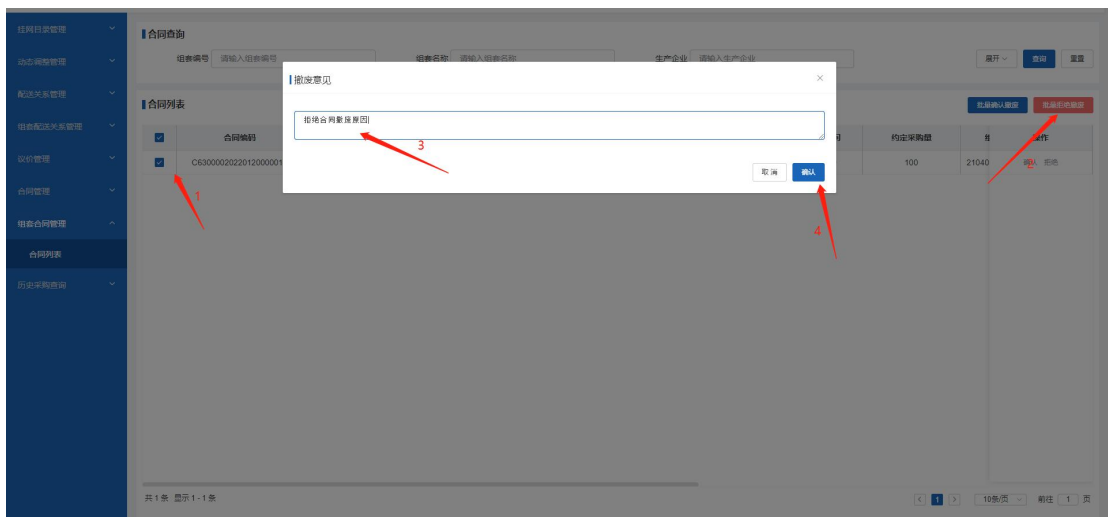 挂网目录管理
动态调整管理
配送关系管理
组套配送关系管理
议价管理
合同管理
组套合同管理
合同列表
历史采购查询
合同查询
组套编号 请输入组套编号
组套名称 请输入组套名称
生产企业 请输入生产企业
展开 查询 重置
合同列表
批量确认撤废 批量拒绝撤废
合同编码 约定采购量 操作
C6300002022012000001 100 21040 确认 拒绝
撤废意见 ×
拒绝合同撤废原因
取消 确认
1
2
3
4
共 1 条 显示 1 - 1 条
< 1 > 10条/页 前往 1 页